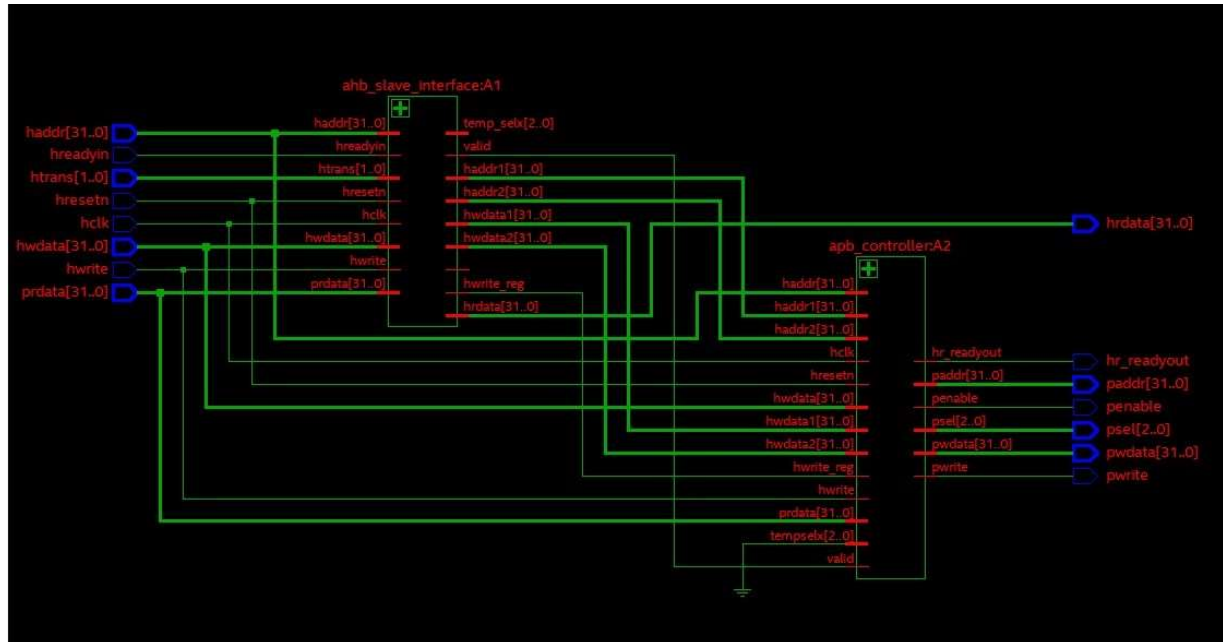 ahb_slave_interface:A1
haddr[31..0]
hreadyin
htrans[1..0]
hresetn
hclk
hwdata[31..0]
hwrite
prdata[31..0]
haddr[31..0]
hreadyin
htrans[1..0]
hresetn
hclk
hwdata[31..0]
hwrite
prdata[31..0]
temp_selx[2..0]
valid
haddr1[31..0]
haddr2[31..0]
hwdata1[31..0]
hwdata2[31..0]
hwrite_reg
hrdata[31..0]
hrdata[31..0]
apb_controller:A2
haddr[31..0]
haddr1[31..0]
haddr2[31..0]
hclk
hresetn
hwdata[31..0]
hwdata1[31..0]
hwdata2[31..0]
hwrite_reg
hwrite
prdata[31..0]
tempselx[2..0]
valid
hr_readyout
paddr[31..0]
penable
psel[2..0]
pwdata[31..0]
pwrite
hr_readyout
paddr[31..0]
penable
psel[2..0]
pwdata[31..0]
pwrite